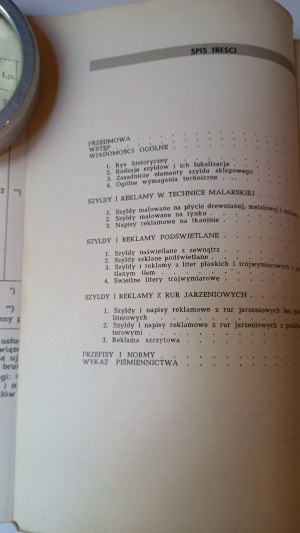 SPIS TREŚCI
PRZEDMOWA
WSTĘP
WIADOMOŚCI OGÓLNE
1. Rys historyczny
2. Rodzaje szyldów i ich lokalizacja
3. Zasadnicze elementy szyldu sklepowego
4. Ogólne wymagania techniczne
SZYLDY I REKLAMY W TECHNICE MALARSKIEJ
1. Szyldy malowane na płycie drewnianej, metalowej i
2. Szyldy malowane na tynku
3. Napisy reklamowe na tkaninie
SZYLDY I REKLAMY PODŚWIETLANE
1. Szyldy naświetlane z zewnątrz
2. Szyldy szklane podświetlane
3. Szyldy i reklamy z liter płaskich i trójwymiarowych
tlanym tłem
4. Świetlne litery trójwymiarowe
SZYLDY I REKLAMY Z RUR JARZENIOWYCH
1. Szyldy i napisy reklamowe z rur jarzeniowych bez
literowych
2. Szyldy i napisy reklamowe z rur jarzeniowych z
terowymi
3. Reklama szczytowa
PRZEPISY I NORMY
WYKAZ PIŚMIENNICTWA